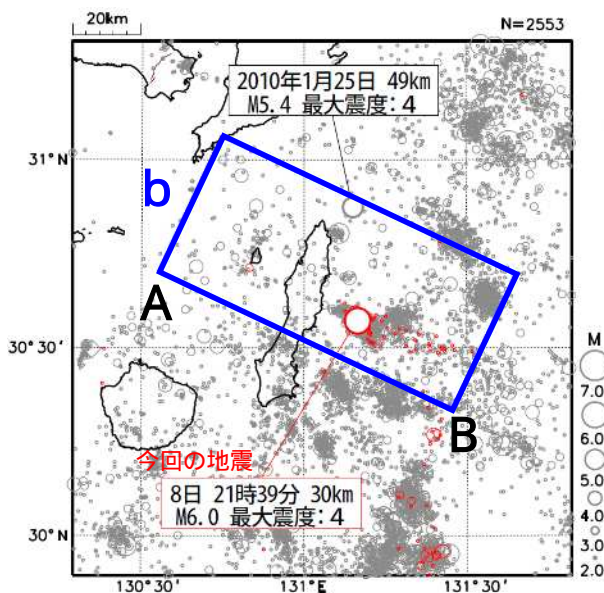 20km
N=2553
2010年1月25日 49km
M5.4 最大震度：4
31°N
b
A
30°30′
B
M
7.0
6.0
5.0
4.0
3.0
2.0
今回の地震
8日 21時39分 30km
M6.0 最大震度：4
30°N
130°30′
131°E
131°30′